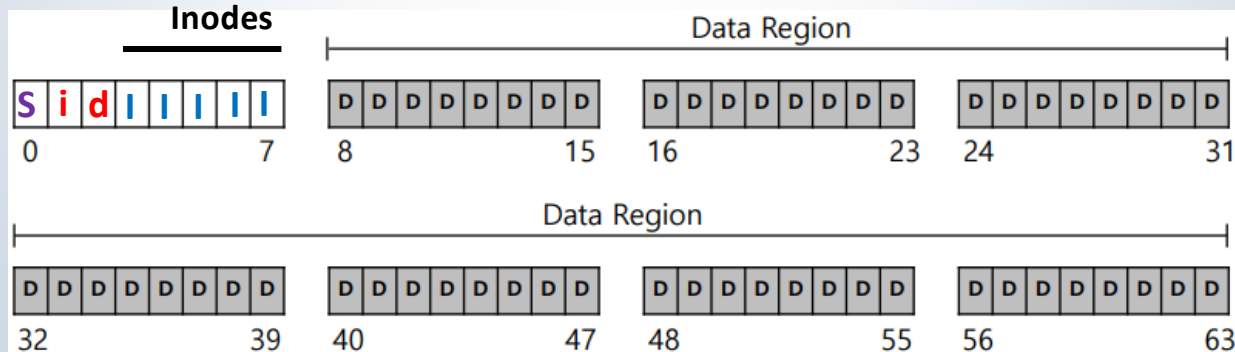 Inodes
Data Region
S i d I I I I I D D D D D D D D D D D D D D D D D D D D D D D D
0 7 8 15 16 23 24 31
Data Region
D D D D D D D D D D D D D D D D D D D D D D D D D D D D D D D D
32 39 40 47 48 55 56 63